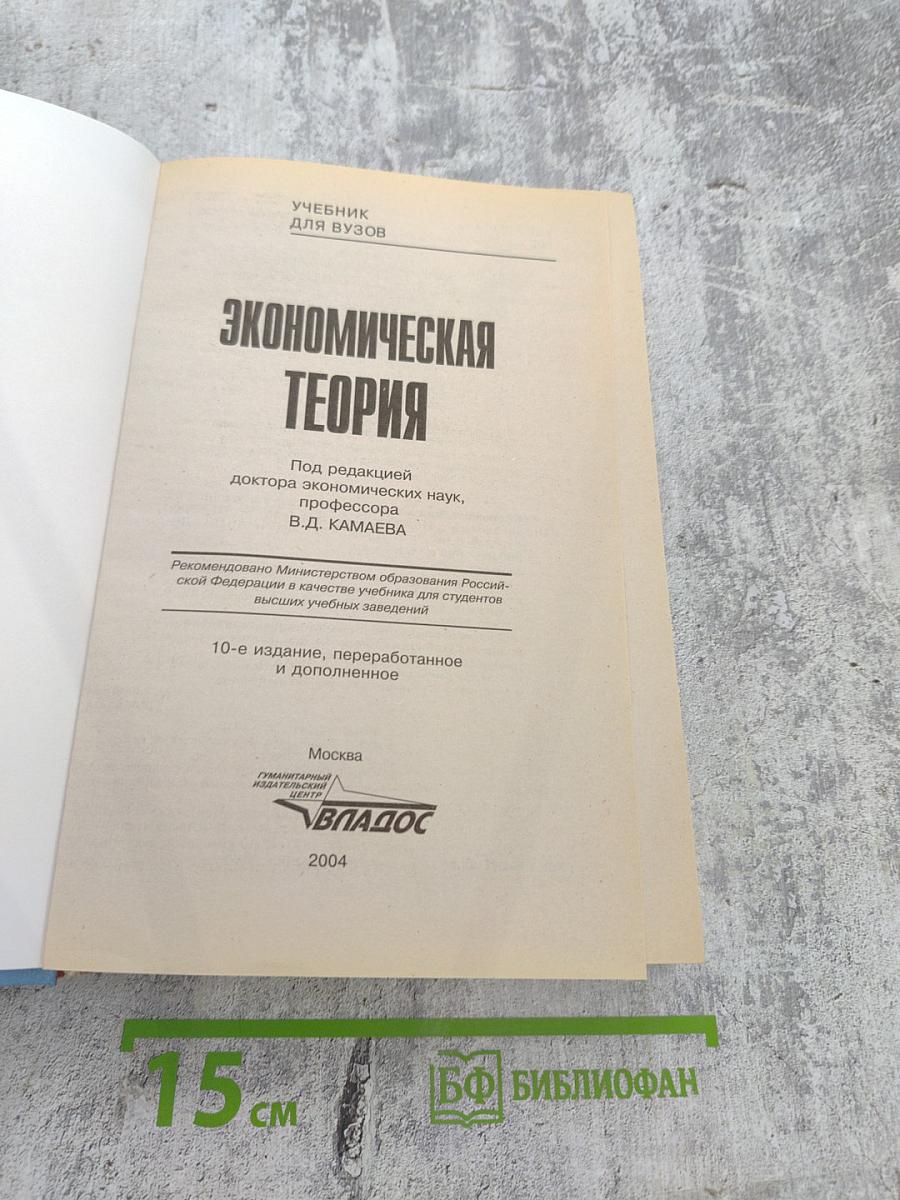 УЧЕБНИК
ДЛЯ ВУЗОВ
ЭКОНОМИЧЕСКАЯ
ТЕОРИЯ
Под редакцией
доктора экономических наук,
профессора
В.Д. КАМАЕВА
Рекомендовано Министерством образования Россий-
ской Федерации в качестве учебника для студентов
высших учебных заведений
10-е издание, переработанное
и дополненное
Москва
ГУМАНИТАРНЫЙ
ИЗДАТЕЛЬСКИЙ
ЦЕНТР
ВЛАДОС
2004
15 см
БФ БИБЛИОФАН